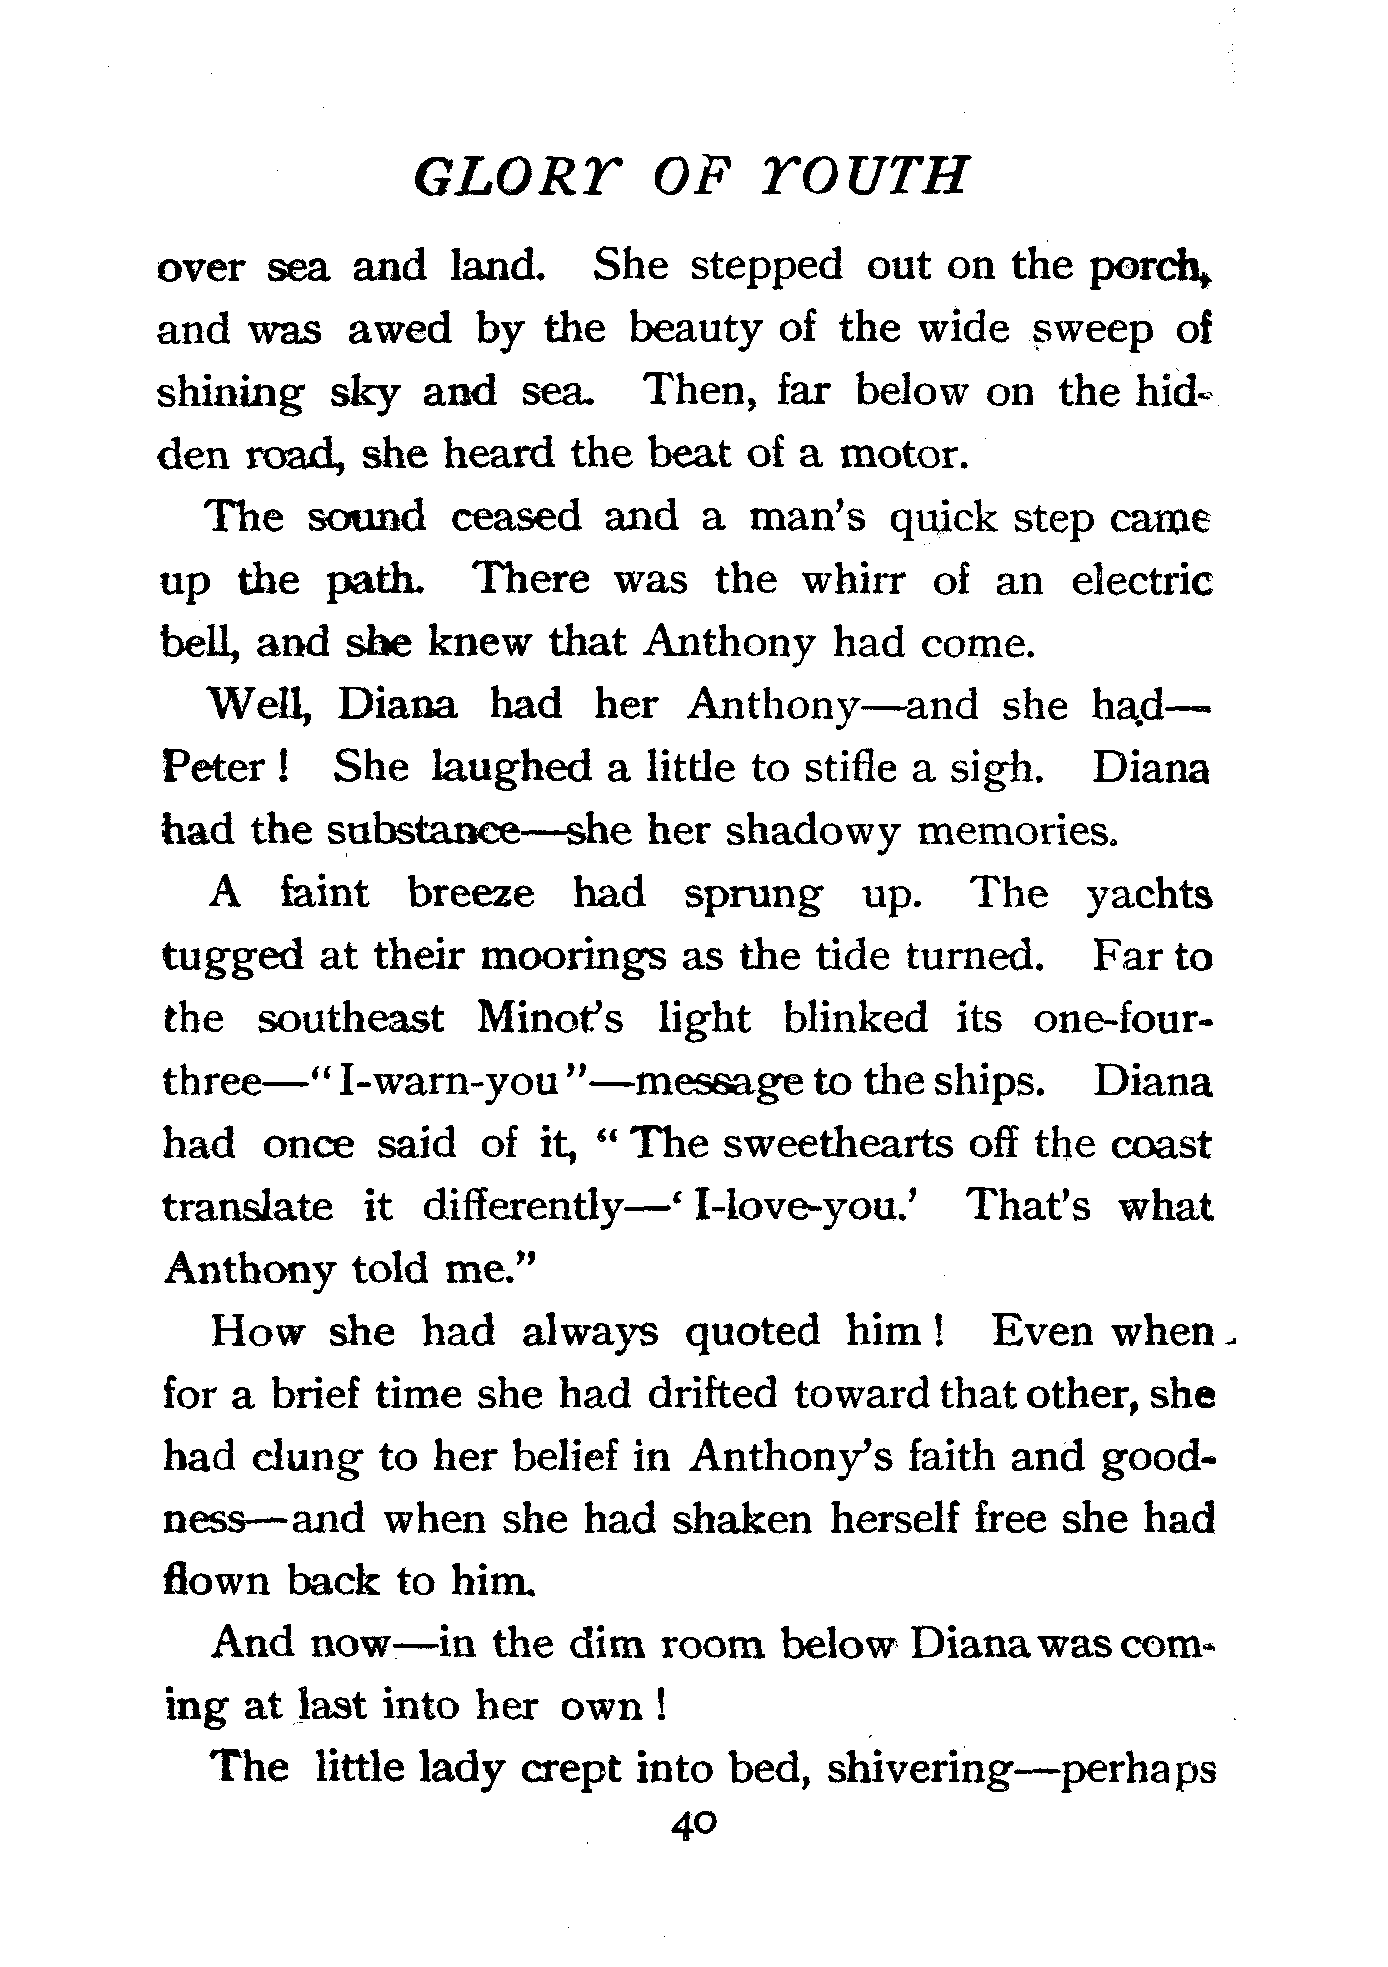 GLORY OF YOUTH
over sea and land. She stepped out on the porch,
and was awed by the beauty of the wide sweep of
shining sky and sea. Then, far below on the hid-
den road, she heard the beat of a motor.
The sound ceased and a man's quick step came
up the path. There was the whirr of an electric
bell, and she knew that Anthony had come.
Well, Diana had her Anthony—and she had—
Peter! She laughed a little to stifle a sigh. Diana
had the substance—she her shadowy memories.
A faint breeze had sprung up. The yachts
tugged at their moorings as the tide turned. Far to
the southeast Minot's light blinked its one-four-
three—"I-warn-you"—message to the ships. Diana
had once said of it, "The sweethearts off the coast
translate it differently—'I-love-you.' That's what
Anthony told me."
How she had always quoted him! Even when
for a brief time she had drifted toward that other, she
had clung to her belief in Anthony's faith and good-
ness—and when she had shaken herself free she had
flown back to him.
And now—in the dim room below Diana was com-
ing at last into her own!
The little lady crept into bed, shivering—perhaps
40